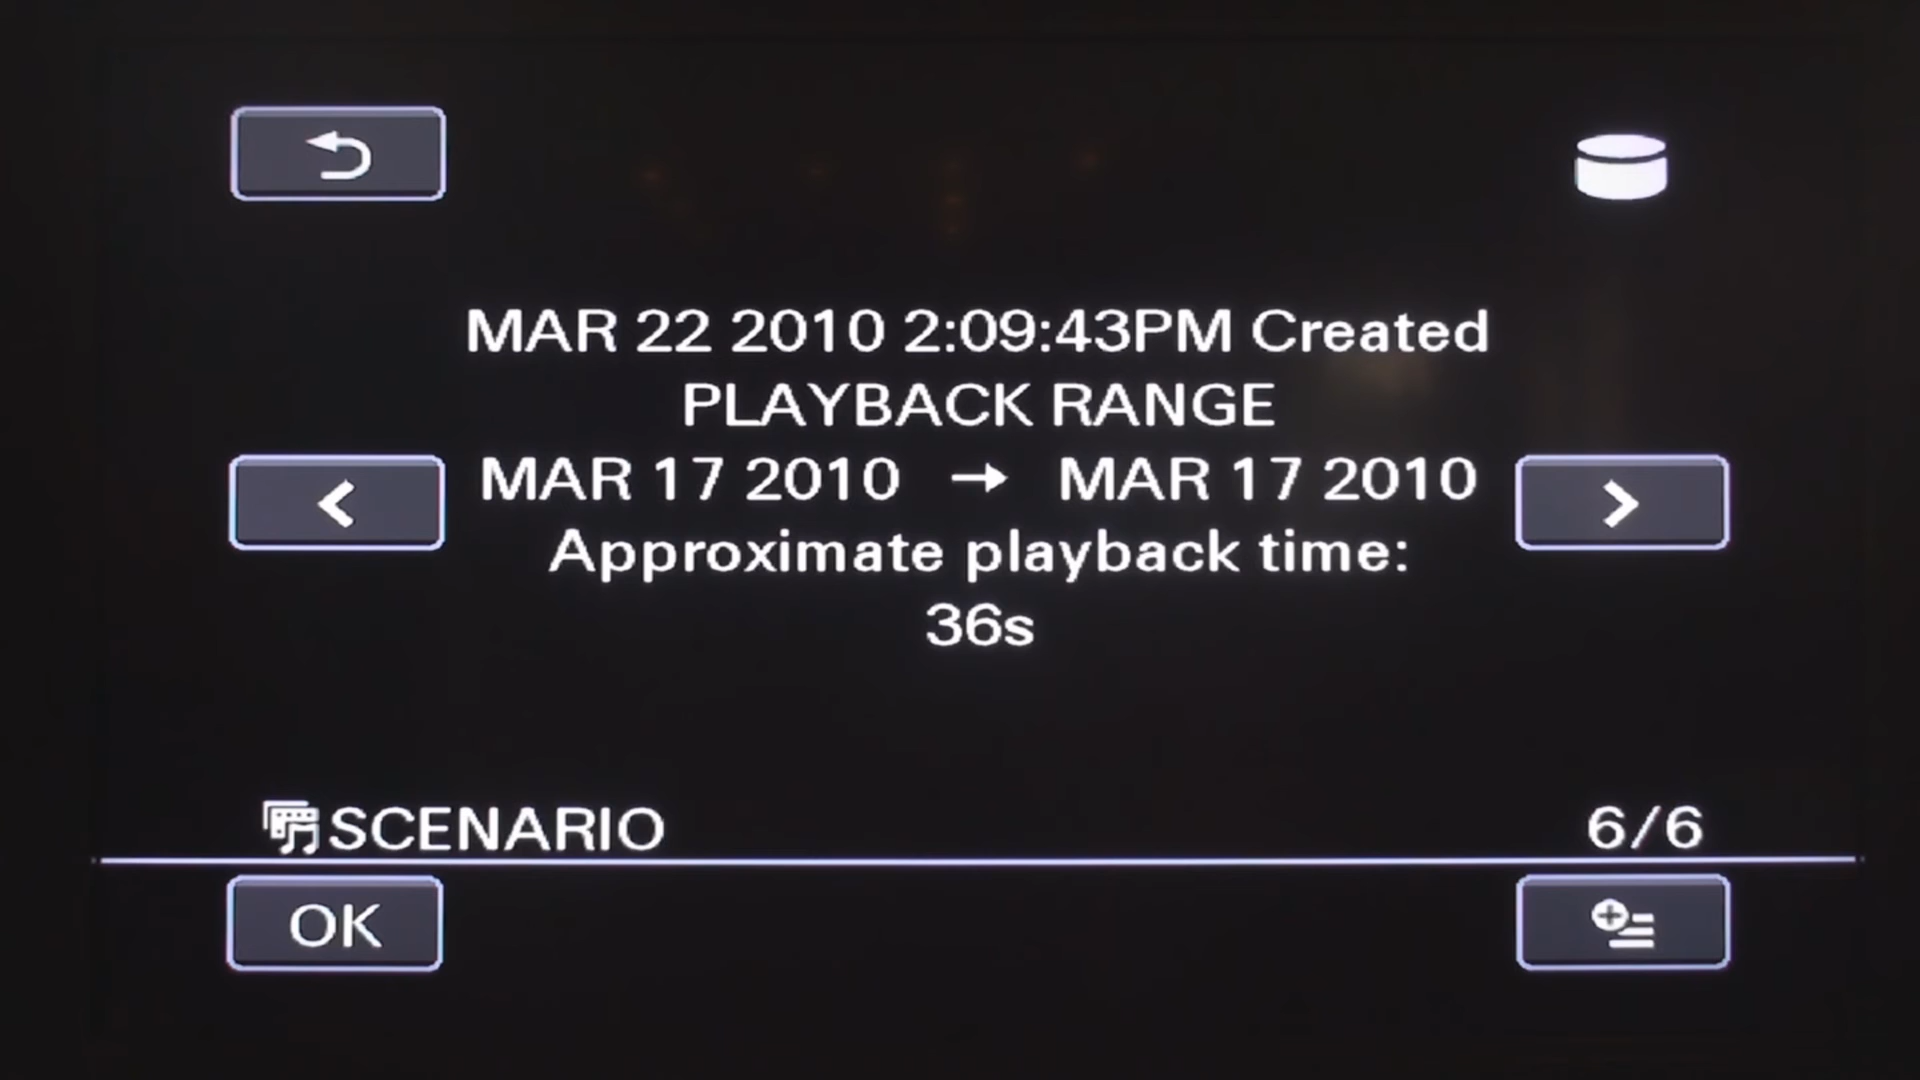 MAR 22 2010 2:09:43PM Created
PLAYBACK RANGE
MAR 17 2010 → MAR 17 2010
Approximate playback time:
36s
SCENARIO
6/6
OK